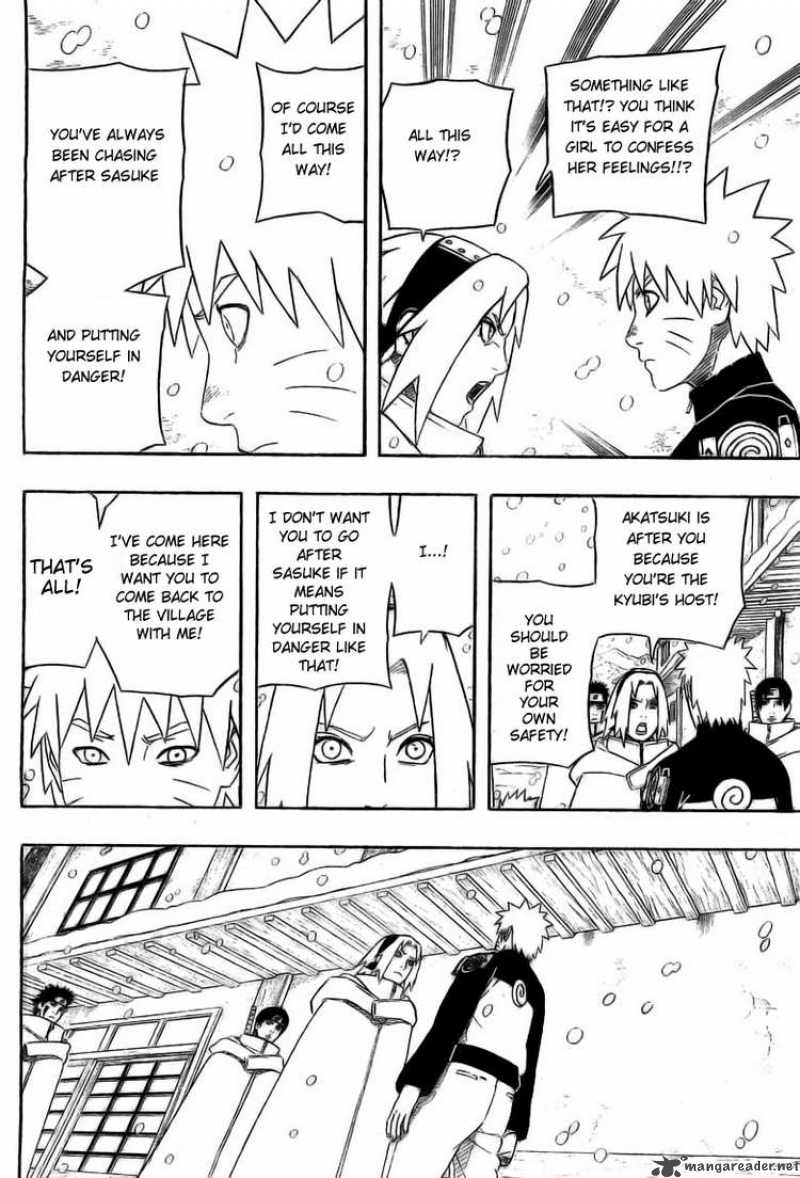 SOMETHING LIKE
THAT!? YOU THINK
IT'S EASY FOR A
GIRL TO CONFESS
HER FEELINGS!!?
ALL THIS
WAY!?
OF COURSE
I'D COME
ALL THIS
WAY!
YOU'VE ALWAYS
BEEN CHASING
AFTER SASUKE
AND PUTTING
YOURSELF IN
DANGER!
AKATSUKI IS
AFTER YOU
BECAUSE
YOU'RE THE
KYUBI'S HOST!
YOU
SHOULD
BE
WORRIED
FOR
YOUR
OWN
SAFETY!
I...!
I DON'T WANT
YOU TO GO
AFTER
SASUKE IF IT
MEANS
PUTTING
YOURSELF IN
DANGER LIKE
THAT!
I'VE COME HERE
BECAUSE I
WANT YOU TO
COME BACK TO
THE VILLAGE
WITH ME!
THAT'S
ALL!
mangareader.net